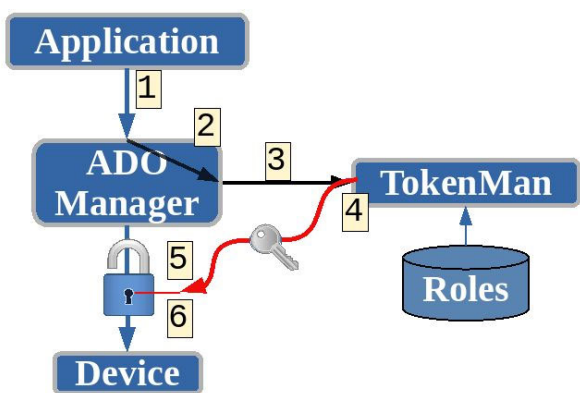 Application
1
2
ADO
Manager
3
TokenMan
4
5
6
Roles
Device